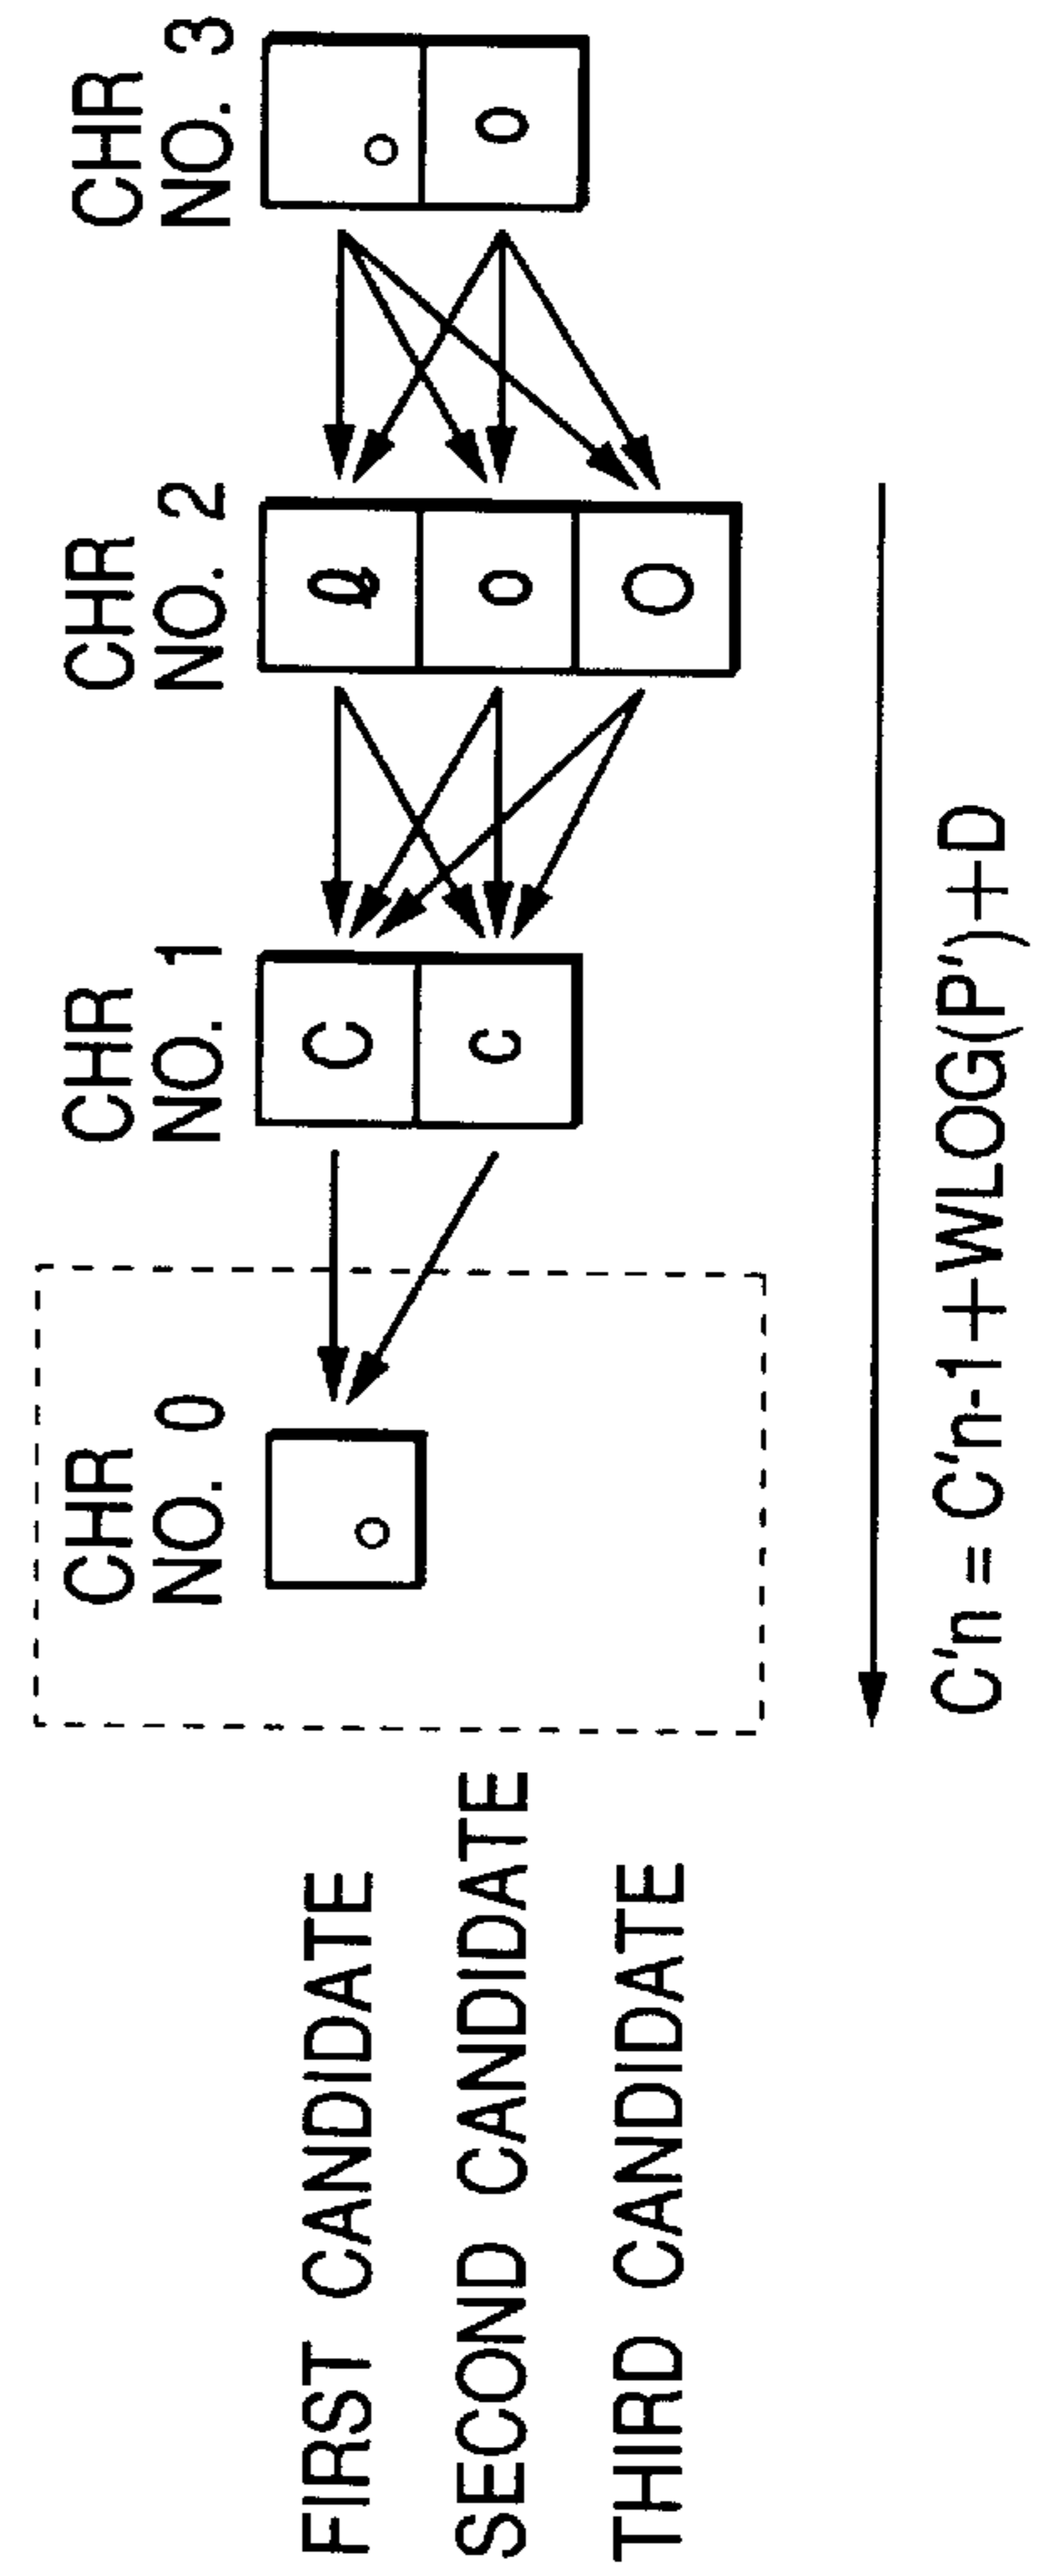 CHR NO. 0
CHR NO. 1
CHR NO. 2
CHR NO. 3
FIRST CANDIDATE
。
C
ℓ
。
SECOND CANDIDATE
c
o
o
THIRD CANDIDATE
O
C'n = C'n-1+WLOG(P')+D